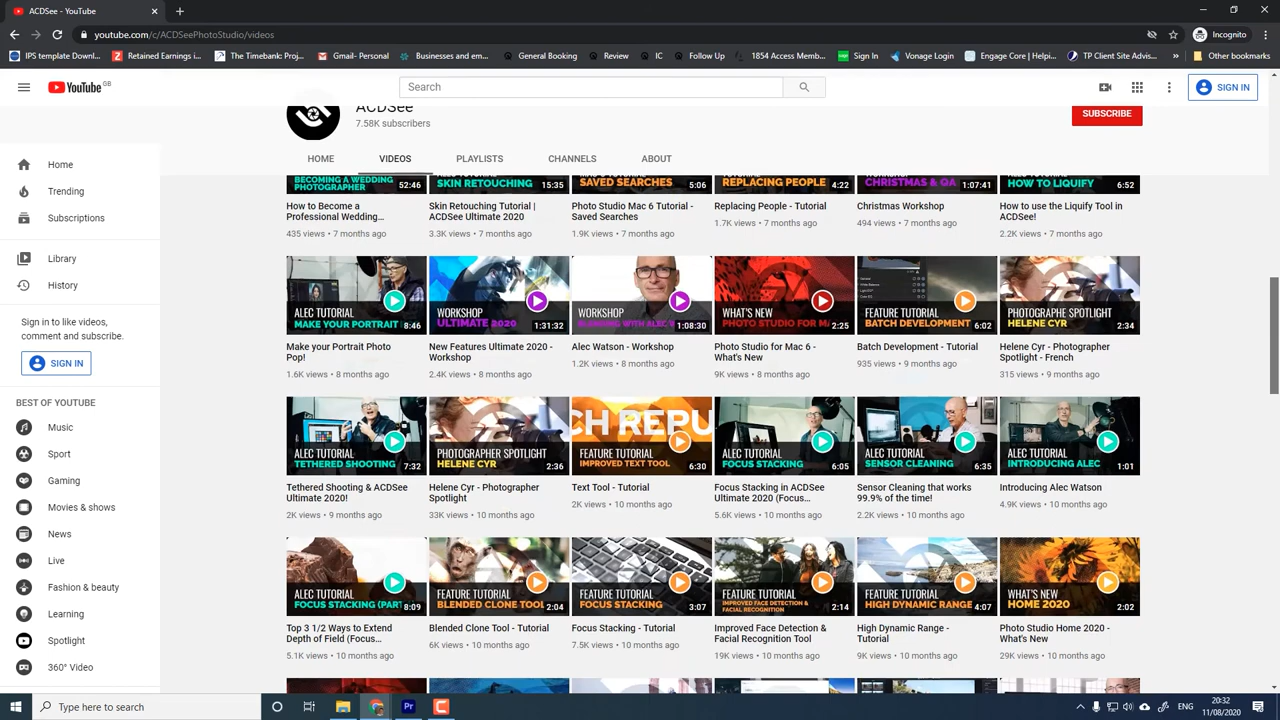 ACDSee - YouTube
youtube.com/c/ACDSeePhotoStudio/videos
Incognito
IPS template Downl...
Retained Earnings i...
The Timebank: Proj...
Gmail- Personal
Businesses and em...
General Booking
Review
IC
Follow Up
1854 Access Memb...
Sign In
Vonage Login
Engage Core | Helpi...
TP Client Site Advis...
Other bookmarks
YouTube GB
Search
SIGN IN
ACDSee
7.58K subscribers
SUBSCRIBE
HOME VIDEOS PLAYLISTS CHANNELS ABOUT
Home
Trending
Subscriptions
Library
History
Sign in to like videos,
comment and subscribe.
SIGN IN
BEST OF YOUTUBE
Music
Sport
Gaming
Movies & shows
News
Live
Fashion & beauty
Learning
Spotlight
360° Video
BECOMING A WEDDING
PHOTOGRAPHER
52:46
How to Become a
Professional Wedding...
435 views • 7 months ago
SKIN RETOUCHING
15:35
Skin Retouching Tutorial |
ACDSee Ultimate 2020
3.3K views • 7 months ago
SAVED SEARCHES
5:06
Photo Studio Mac 6 Tutorial -
Saved Searches
1.9K views • 7 months ago
REPLACING PEOPLE
4:22
Replacing People - Tutorial
1.7K views • 7 months ago
CHRISTMAS & QA
1:07:41
Christmas Workshop
494 views • 7 months ago
HOW TO LIQUIFY
6:52
How to use the Liquify Tool in
ACDSee!
2.2K views • 7 months ago
ALEC TUTORIAL
MAKE YOUR PORTRAIT
8:46
Make your Portrait Photo
Pop!
1.6K views • 8 months ago
WORKSHOP
ULTIMATE 2020
1:31:32
New Features Ultimate 2020 -
Workshop
2.4K views • 8 months ago
WORKSHOP
BLENDING WITH ALEC
1:08:30
Alec Watson - Workshop
1.2K views • 8 months ago
WHAT'S NEW
PHOTO STUDIO FOR MA
2:25
Photo Studio for Mac 6 -
What's New
9K views • 8 months ago
FEATURE TUTORIAL
BATCH DEVELOPMENT
6:02
Batch Development - Tutorial
935 views • 9 months ago
PHOTOGRAPHE SPOTLIGHT
HELENE CYR
2:34
Helene Cyr - Photographer
Spotlight - French
315 views • 9 months ago
ALEC TUTORIAL
TETHERED SHOOTING
7:32
Tethered Shooting & ACDSee
Ultimate 2020!
2K views • 9 months ago
PHOTOGRAPHER SPOTLIGHT
HELENE CYR
2:36
Helene Cyr - Photographer
Spotlight
33K views • 10 months ago
CH REPU
FEATURE TUTORIAL
IMPROVED TEXT TOOL
6:30
Text Tool - Tutorial
2K views • 10 months ago
ALEC TUTORIAL
FOCUS STACKING
6:05
Focus Stacking in ACDSee
Ultimate 2020 (Focus...
5.6K views • 10 months ago
ALEC TUTORIAL
SENSOR CLEANING
6:35
Sensor Cleaning that works
99.9% of the time!
2.2K views • 10 months ago
ALEC TUTORIAL
INTRODUCING ALEC
1:01
Introducing Alec Watson
4.9K views • 10 months ago
ALEC TUTORIAL
FOCUS STACKING (PART
8:09
Top 3 1/2 Ways to Extend
Depth of Field (Focus...
5.1K views • 10 months ago
FEATURE TUTORIAL
BLENDED CLONE TOOL
2:04
Blended Clone Tool - Tutorial
6K views • 10 months ago
FEATURE TUTORIAL
FOCUS STACKING
3:07
Focus Stacking - Tutorial
7.5K views • 10 months ago
FEATURE TUTORIAL
IMPROVED FACE DETECTION &
FACIAL RECOGNITION
2:14
Improved Face Detection &
Facial Recognition Tool
19K views • 10 months ago
FEATURE TUTORIAL
HIGH DYNAMIC RANGE
4:07
High Dynamic Range -
Tutorial
9K views • 10 months ago
WHAT'S NEW
HOME 2020
2:02
Photo Studio Home 2020 -
What's New
29K views • 10 months ago
Type here to search
ENG
20:32
11/08/2020